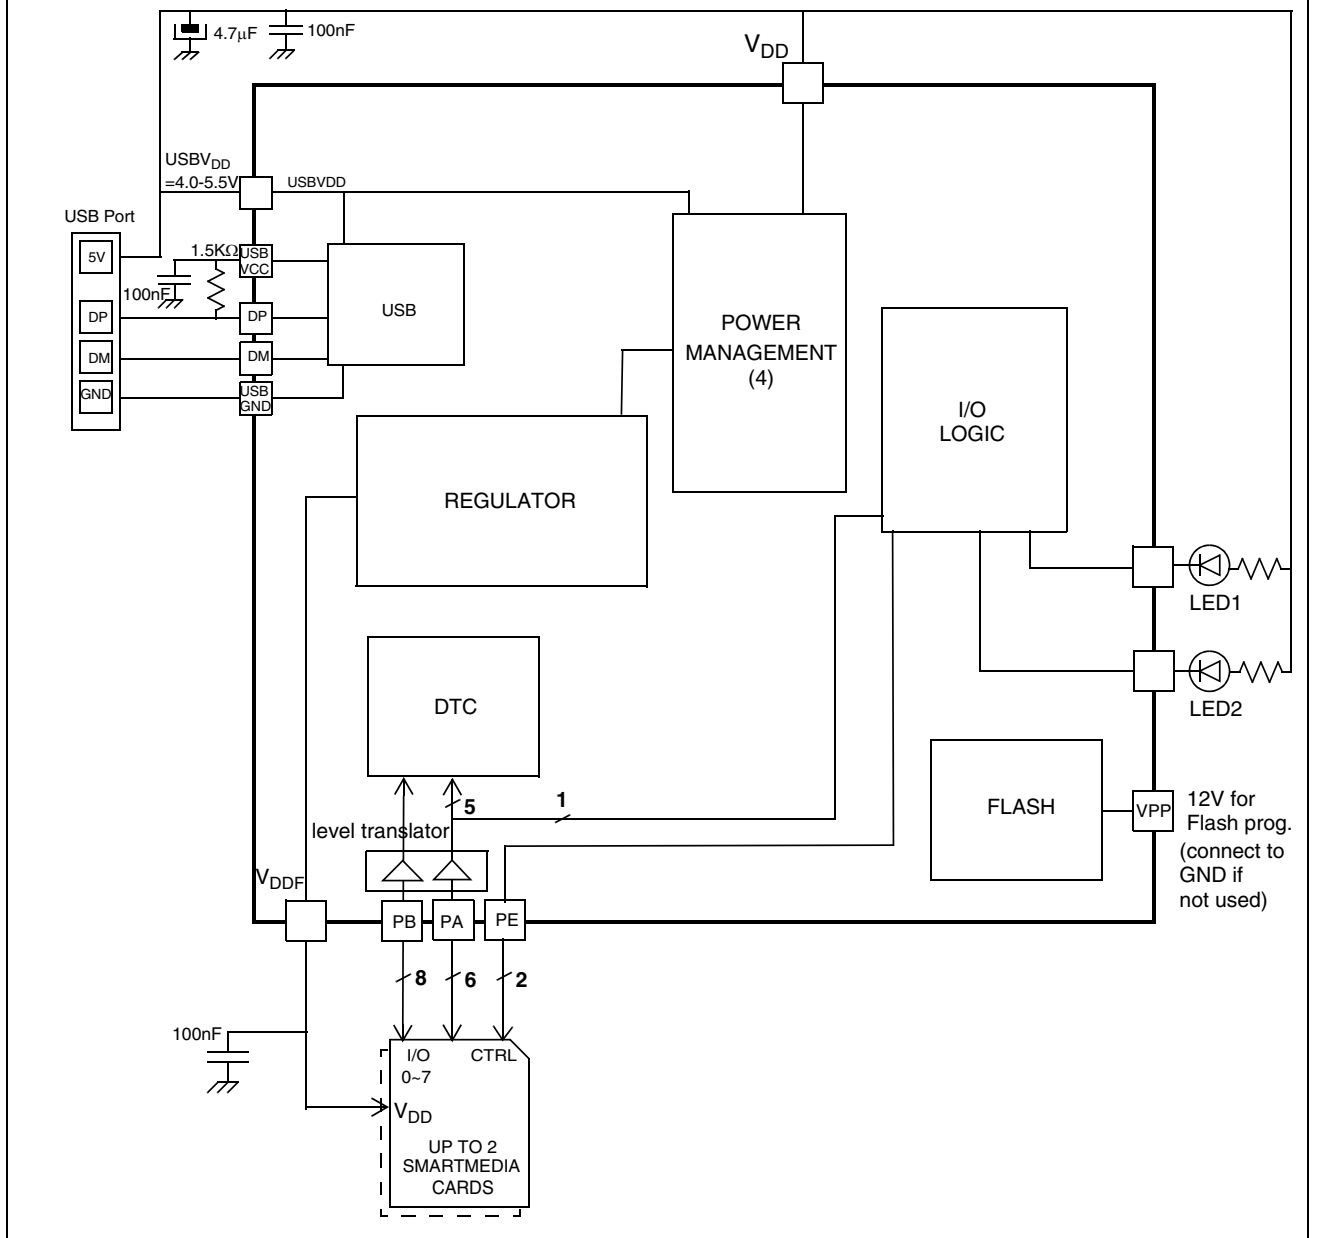 4.7µF
100nF
VDD
USBVDD
=4.0-5.5V
USBVDD
USB Port
5V
1.5KΩ
USB
VCC
100nF
DP
DP
DM
DM
GND
USB
GND
USB
POWER
MANAGEMENT
(4)
I/O
LOGIC
REGULATOR
LED1
DTC
LED2
5
1
level translator
FLASH
VPP
12V for
Flash prog.
(connect to
GND if
not used)
VDDF
PB
PA
PE
8
6
2
100nF
I/O
0~7
CTRL
VDD
UP TO 2
SMARTMEDIA
CARDS